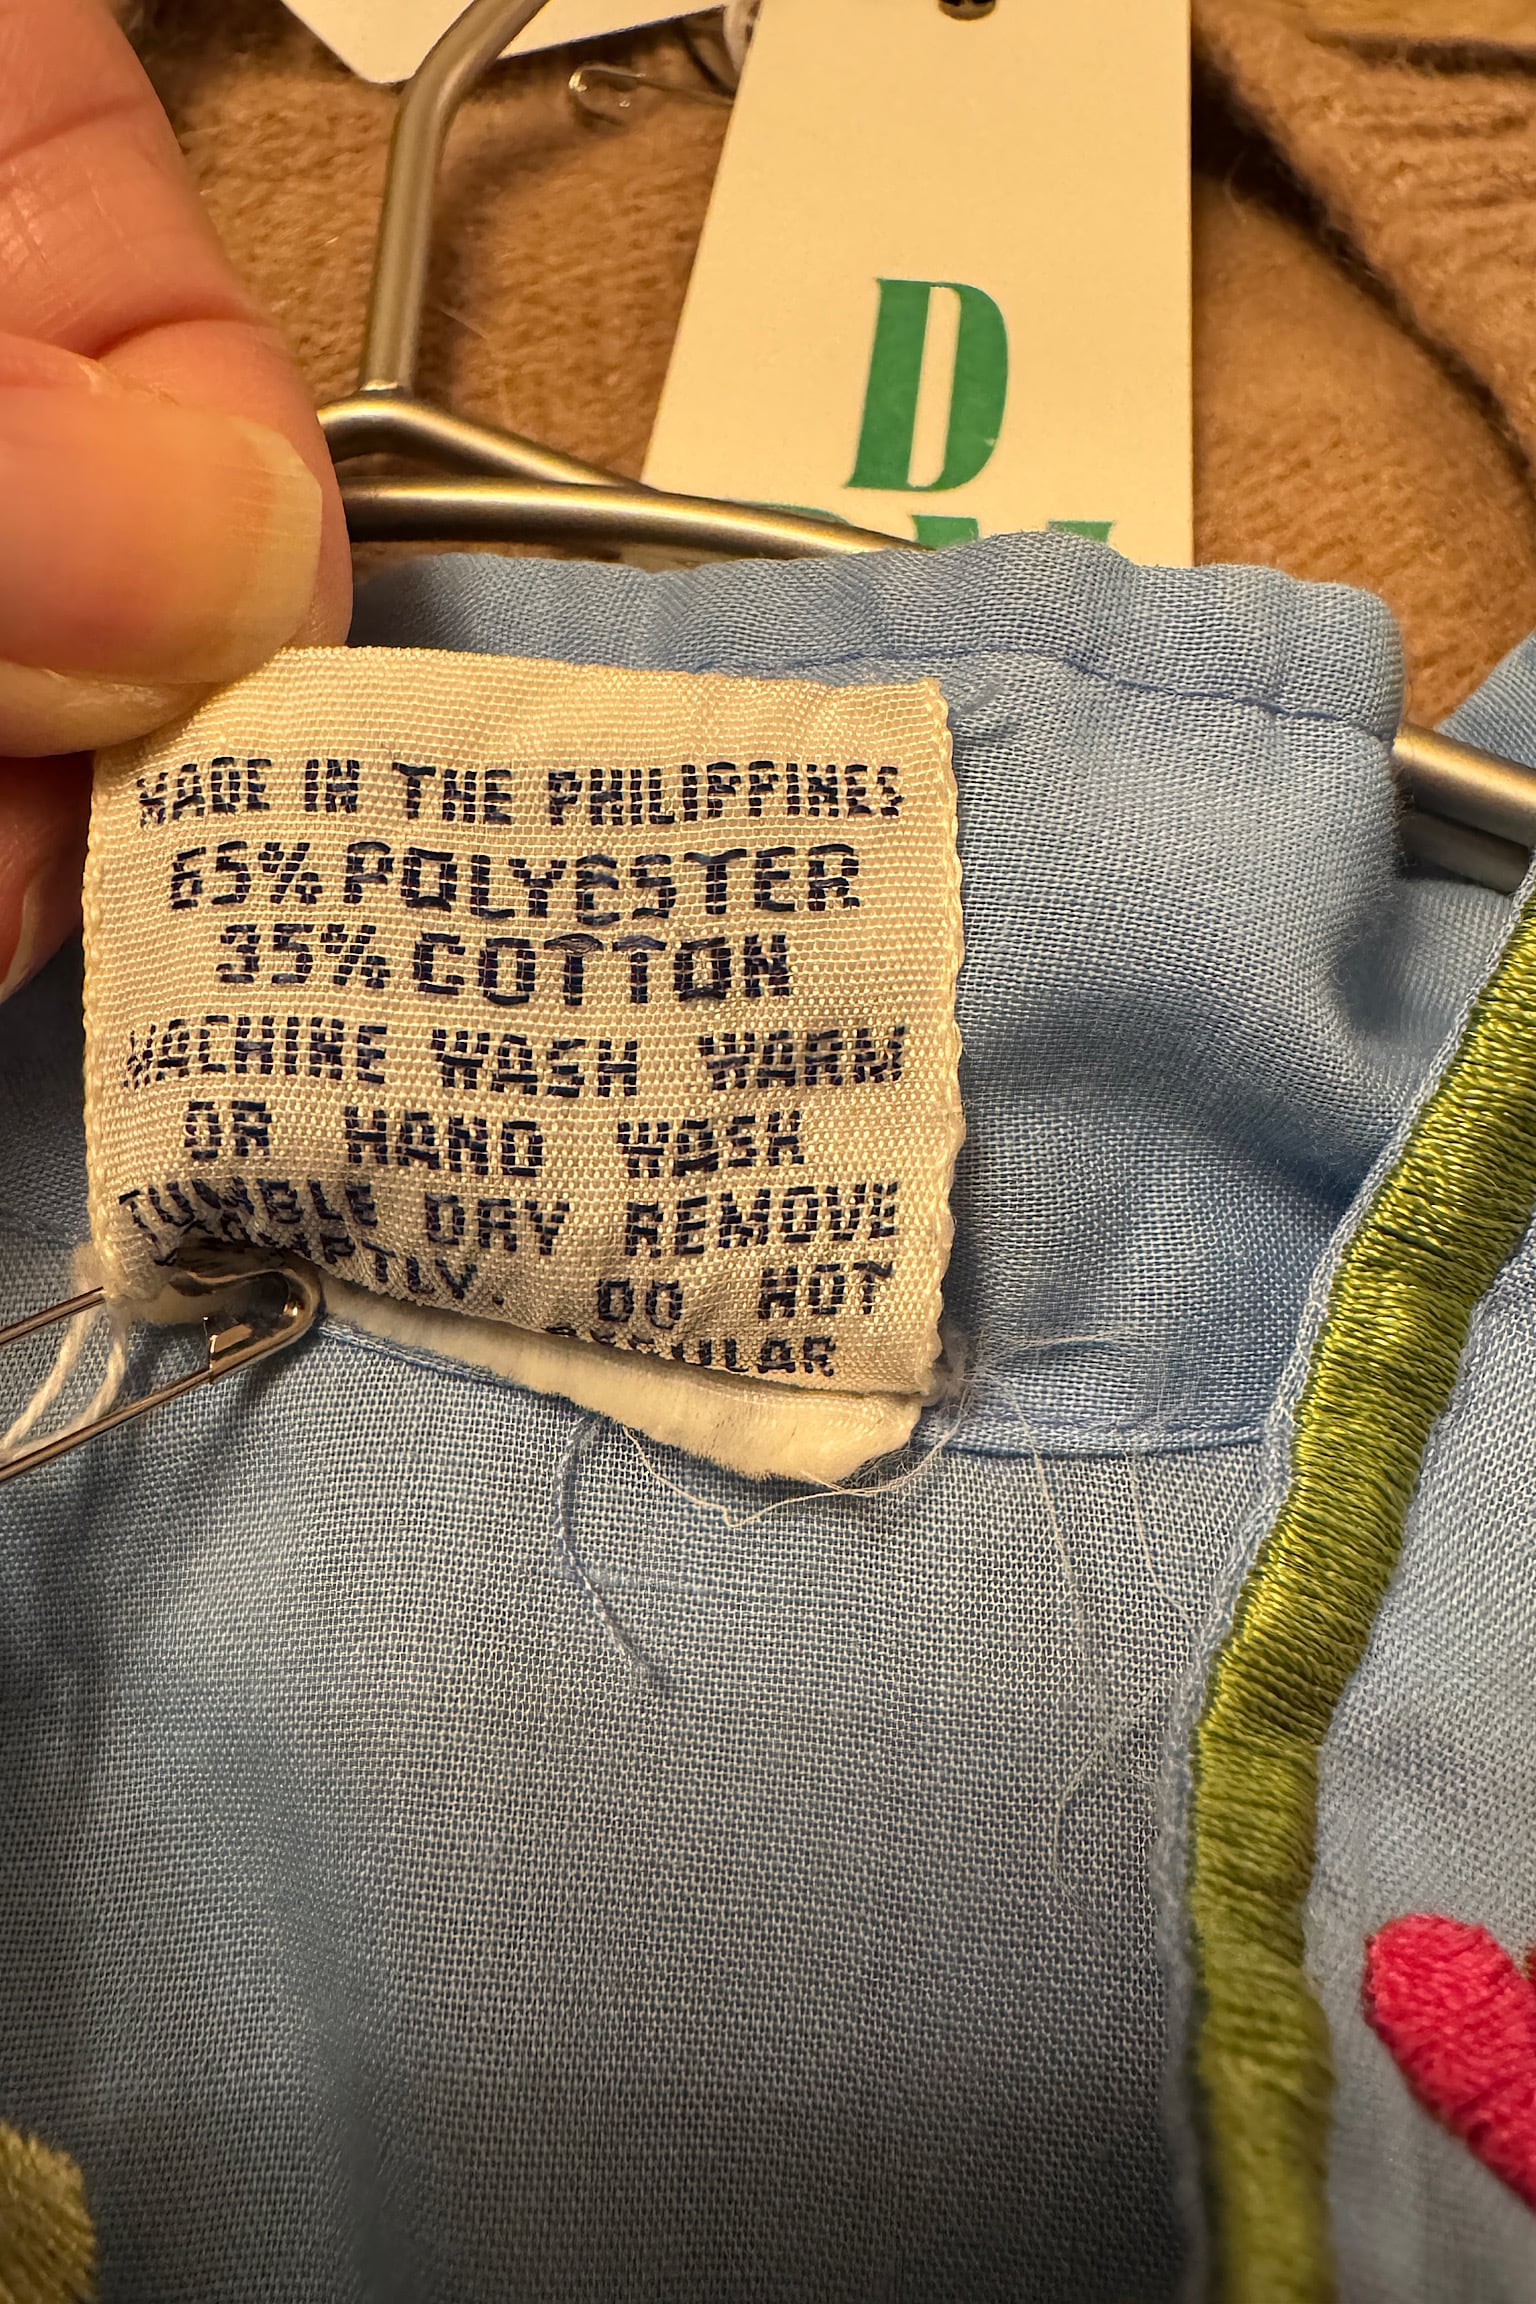 D
MADE IN THE PHILIPPINES
65% POLYESTER
35% COTTON
MACHINE WASH WARM
OR HAND WASH
TUMBLE DRY REMOVE
DO NOT